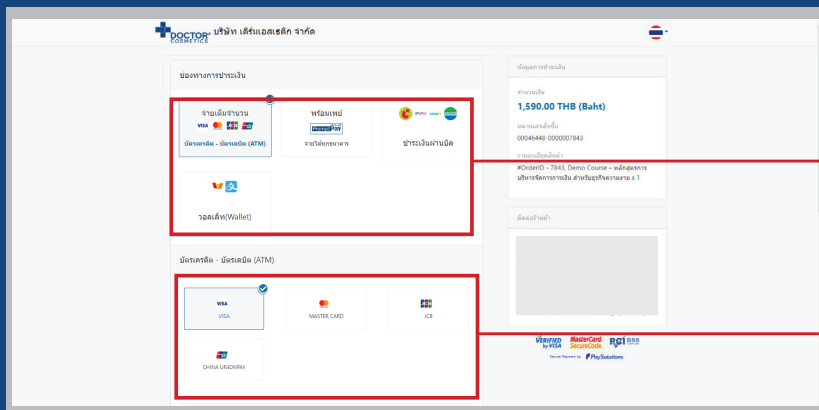 DOCTOR
COSMETICS
บริษัท เดิร์มเอสเธติก จำกัด
ช่องทางการชำระเงิน
จ่ายเต็มจำนวน
VISA
บัตรเครดิต - บัตรเดบิต (ATM)
พร้อมเพย์
PromptPay
จ่ายได้ทุกธนาคาร
ชำระเงินผ่านบิล
วอลเล็ท(Wallet)
บัตรเครดิต - บัตรเดบิต (ATM)
VISA
VISA
MASTER CARD
JCB
JCB
CHINA UNIONPAY
ข้อมูลการชำระเงิน
จำนวนเงิน
1,590.00 THB (Baht)
หมายเลขสั่งซื้อ
00046448-0000007843
รายละเอียดสินค้า
#OrderID - 7843, Demo Course – หลักสูตรการ
บริหารจัดการการเงิน สำหรับธุรกิจความงาม x 1
ติดต่อร้านค้า
VERIFIED
by VISA
MasterCard
SecureCode.
PCI DSS
Secure Payment by PaySolutions